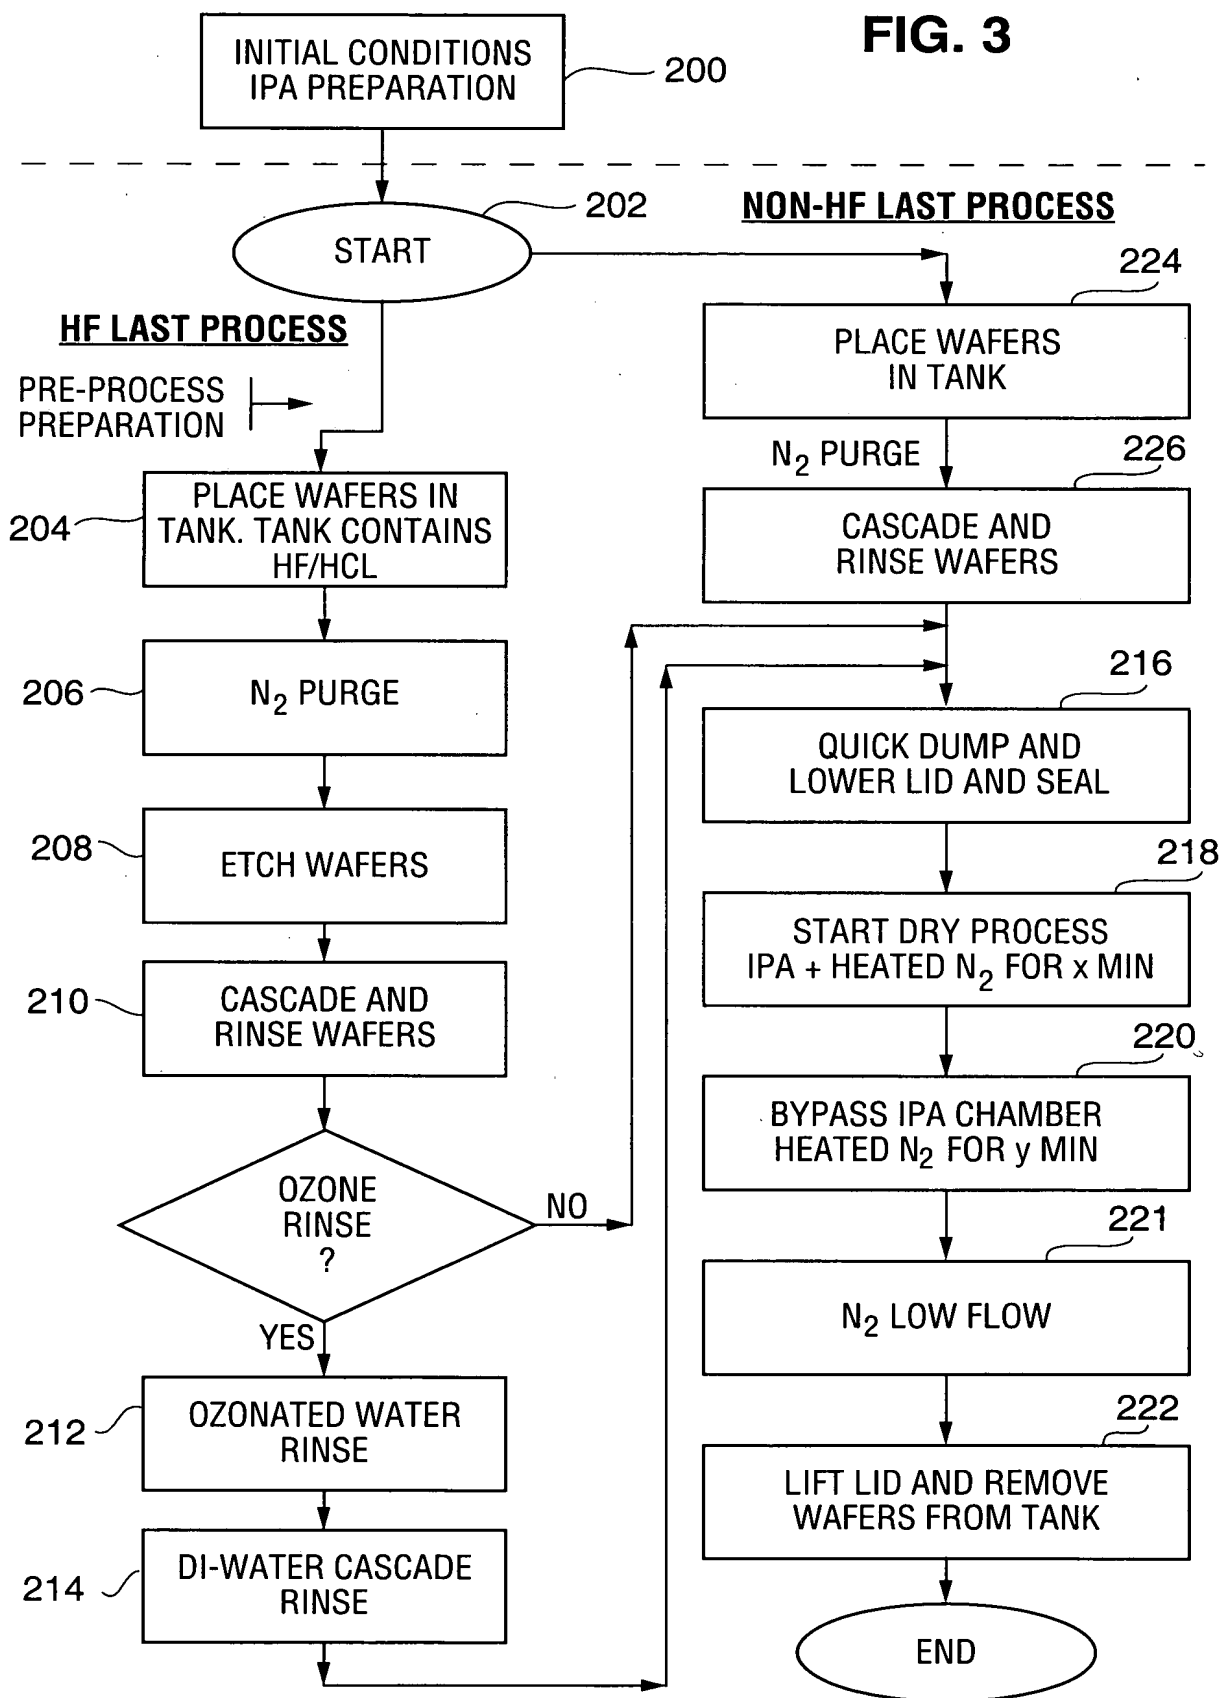 FIG. 3
INITIAL CONDITIONS
IPA PREPARATION
200
START
202
HF LAST PROCESS
PRE-PROCESS
PREPARATION
PLACE WAFERS IN
TANK. TANK CONTAINS
HF/HCL
204
N2 PURGE
206
ETCH WAFERS
208
CASCADE AND
RINSE WAFERS
210
OZONE
RINSE
?
NO
YES
OZONATED WATER
RINSE
212
DI-WATER CASCADE
RINSE
214
NON-HF LAST PROCESS
224
PLACE WAFERS
IN TANK
N2 PURGE
226
CASCADE AND
RINSE WAFERS
216
QUICK DUMP AND
LOWER LID AND SEAL
218
START DRY PROCESS
IPA + HEATED N2 FOR x MIN
220
BYPASS IPA CHAMBER
HEATED N2 FOR y MIN
221
N2 LOW FLOW
222
LIFT LID AND REMOVE
WAFERS FROM TANK
END